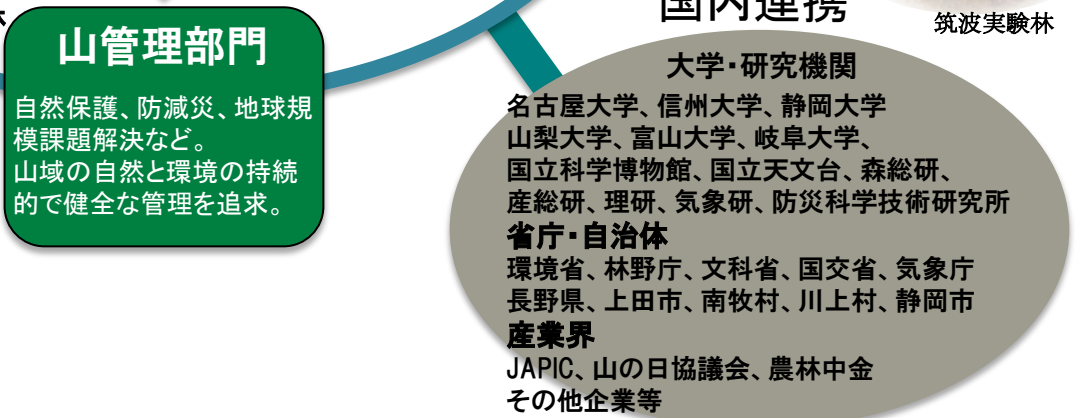 国内連携
筑波実験林
山管理部門
自然保護、防減災、地球規
模課題解決など。
山域の自然と環境の持続
的で健全な管理を追求。
大学・研究機関
名古屋大学、信州大学、静岡大学
山梨大学、富山大学、岐阜大学、
国立科学博物館、国立天文台、森総研、
産総研、理研、気象研、防災科学技術研究所
省庁・自治体
環境省、林野庁、文科省、国交省、気象庁
長野県、上田市、南牧村、川上村、静岡市
産業界
JAPIC、山の日協議会、農林中金
その他企業等